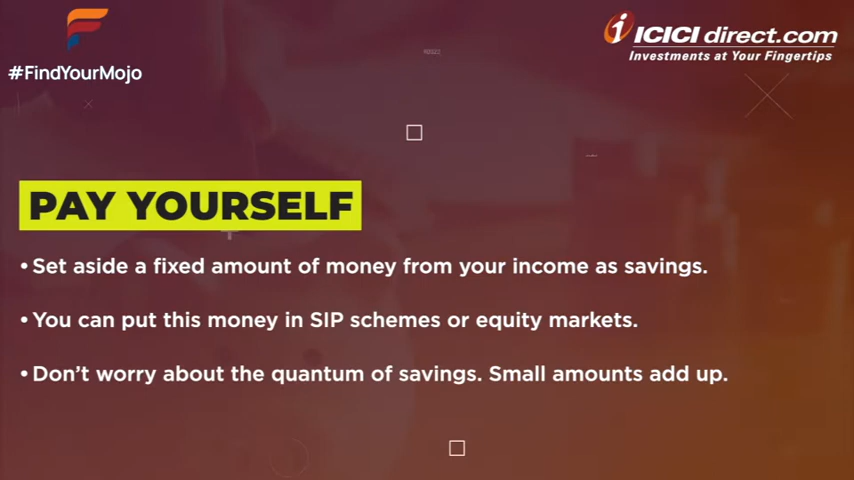 #FindYourMojo
ICICI direct.com
Investments at Your Fingertips
PAY YOURSELF
• Set aside a fixed amount of money from your income as savings.
• You can put this money in SIP schemes or equity markets.
• Don't worry about the quantum of savings. Small amounts add up.